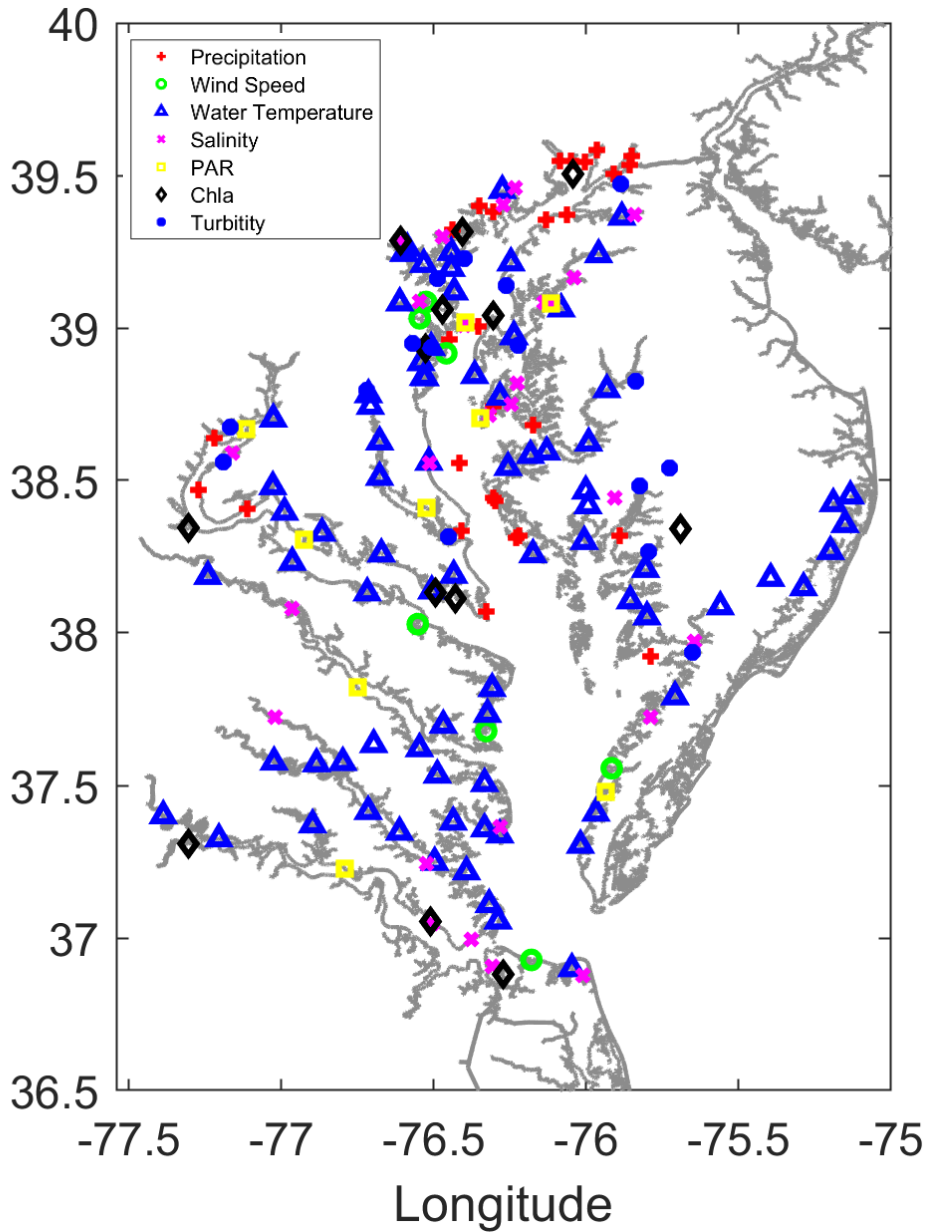 40
Precipitation
Wind Speed
Water Temperature
Salinity
PAR
Chla
Turbitity
39.5
39
38.5
38
37.5
37
36.5
-77.5 -77 -76.5 -76 -75.5 -75
Longitude